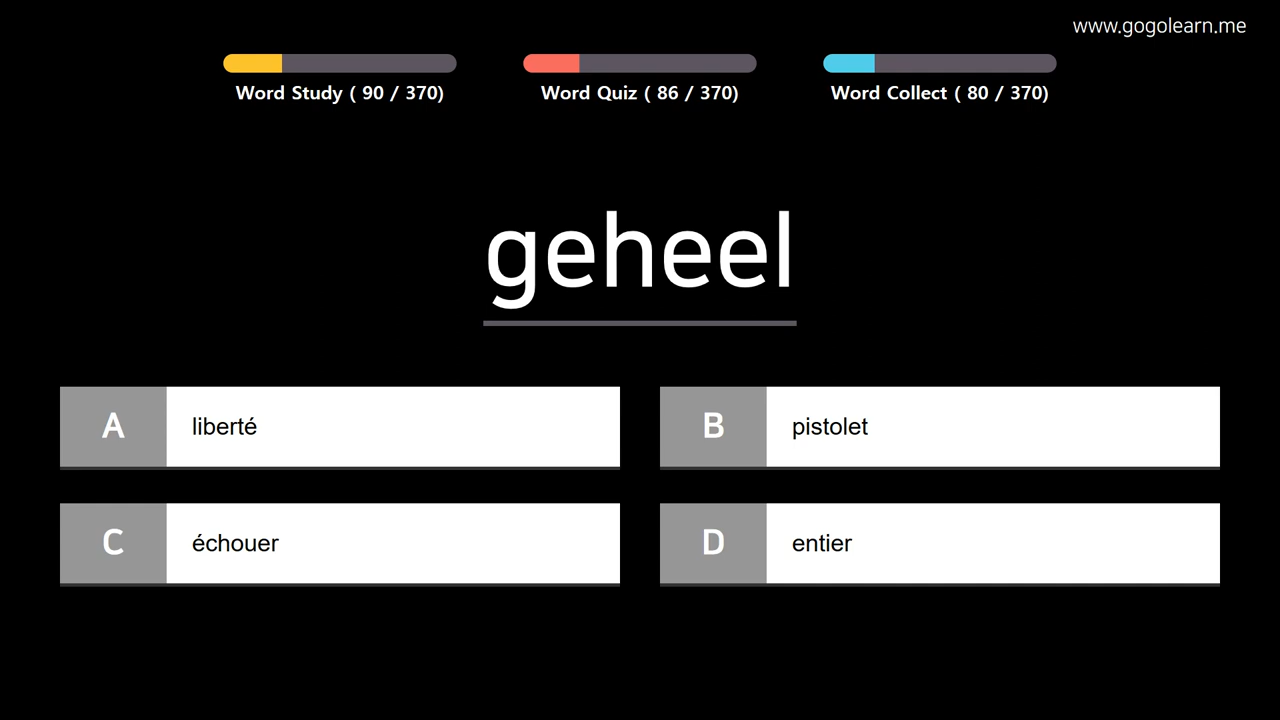 www.gogolearn.me
Word Study ( 90 / 370)
Word Quiz ( 86 / 370)
Word Collect ( 80 / 370)
geheel
A liberté
B pistolet
C échouer
D entier